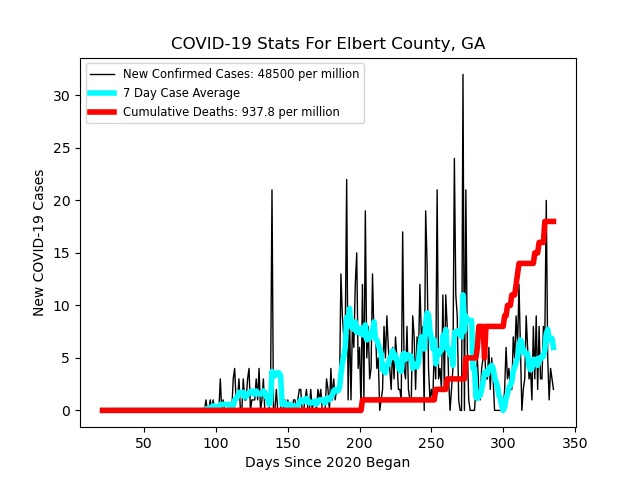 COVID-19 Stats For Elbert County, GA
New Confirmed Cases: 48500 per million
7 Day Case Average
Cumulative Deaths: 937.8 per million
New COVID-19 Cases
30
25
20
15
10
5
0
50
100
150
200
250
300
350
Days Since 2020 Began